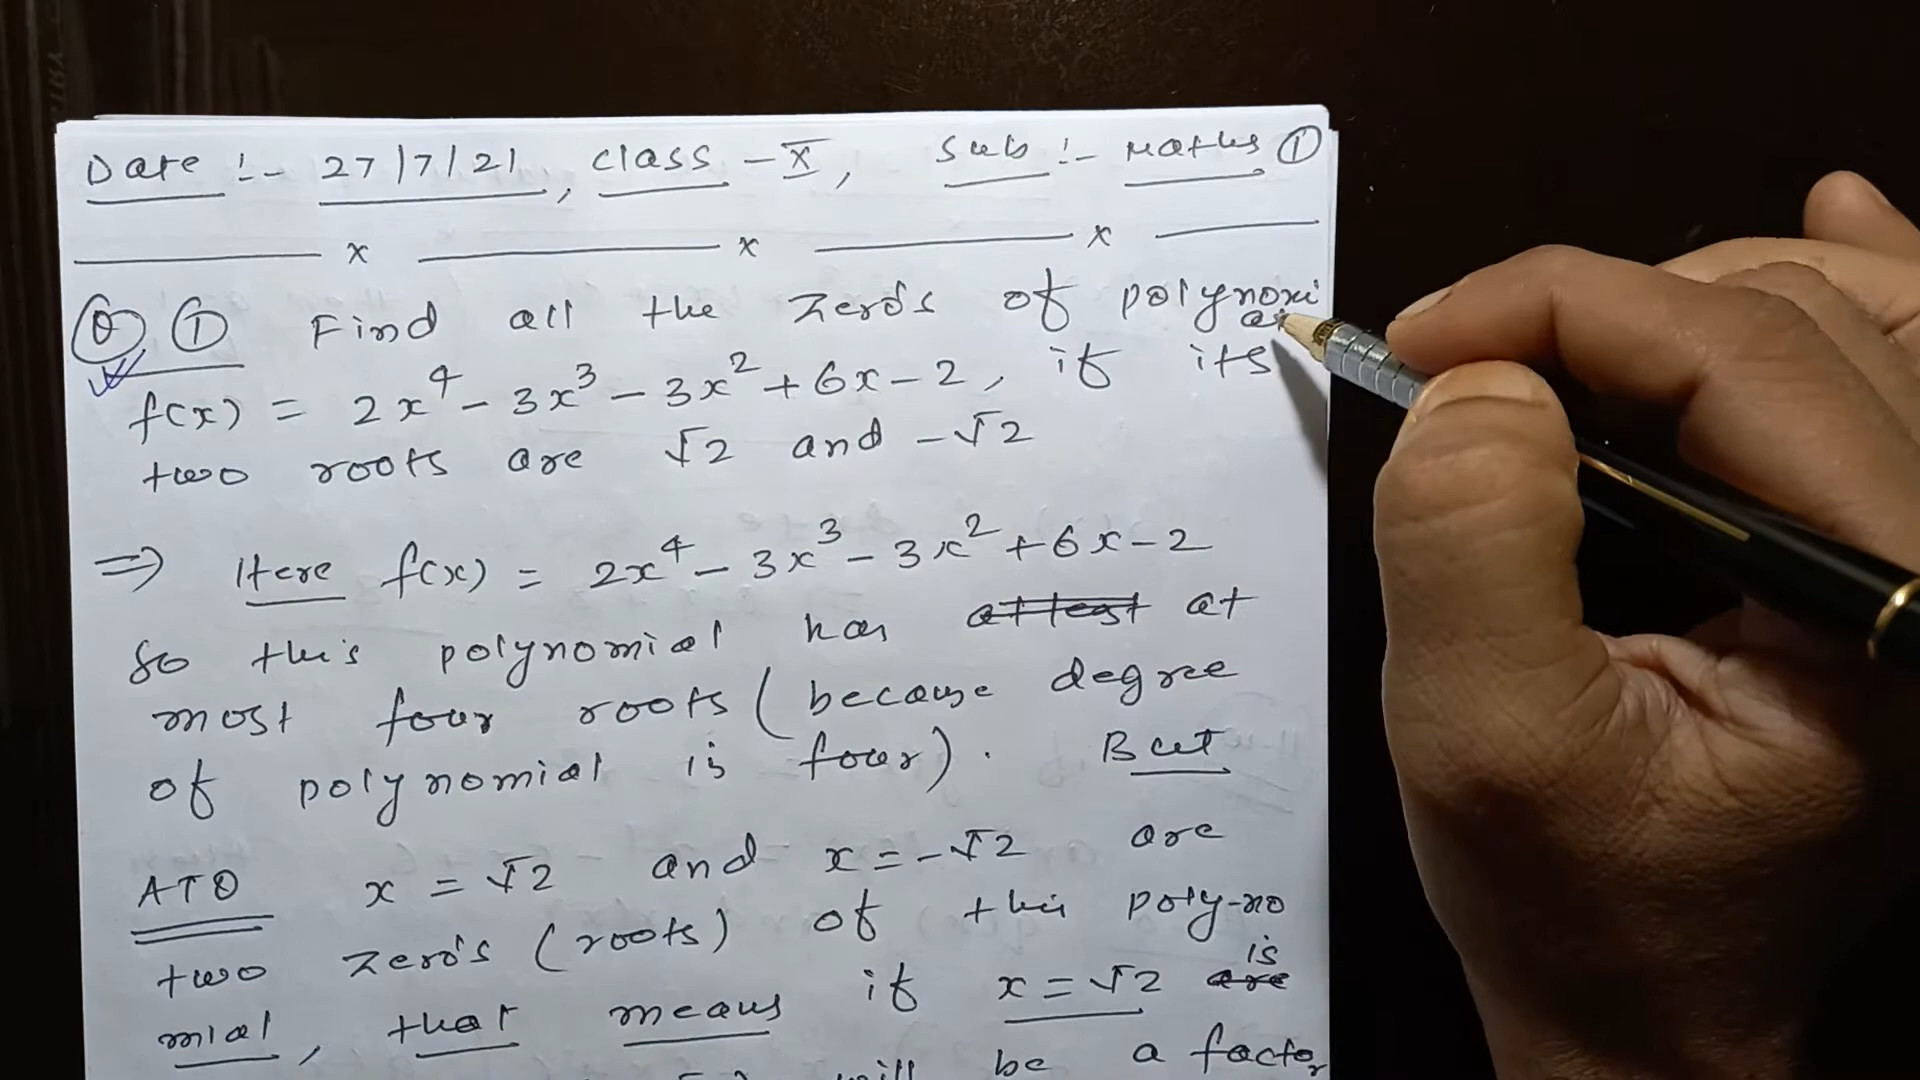 Date :- 27/7/21, class - X, Sub :- Maths ①
x x x
Q ① Find all the zero's of polynomi
al
f(x) = 2x⁴ - 3x³ - 3x² + 6x - 2, if its
two roots are √2 and -√2
⇒ Here f(x) = 2x⁴ - 3x³ - 3x² + 6x - 2
so this polynomial has at least at
most four roots (because degree
of polynomial is four). But
ATQ x = √2 and x = -√2 are
two zero's (roots) of this poly-no
mial, that means if x = √2 are is
will be a factor